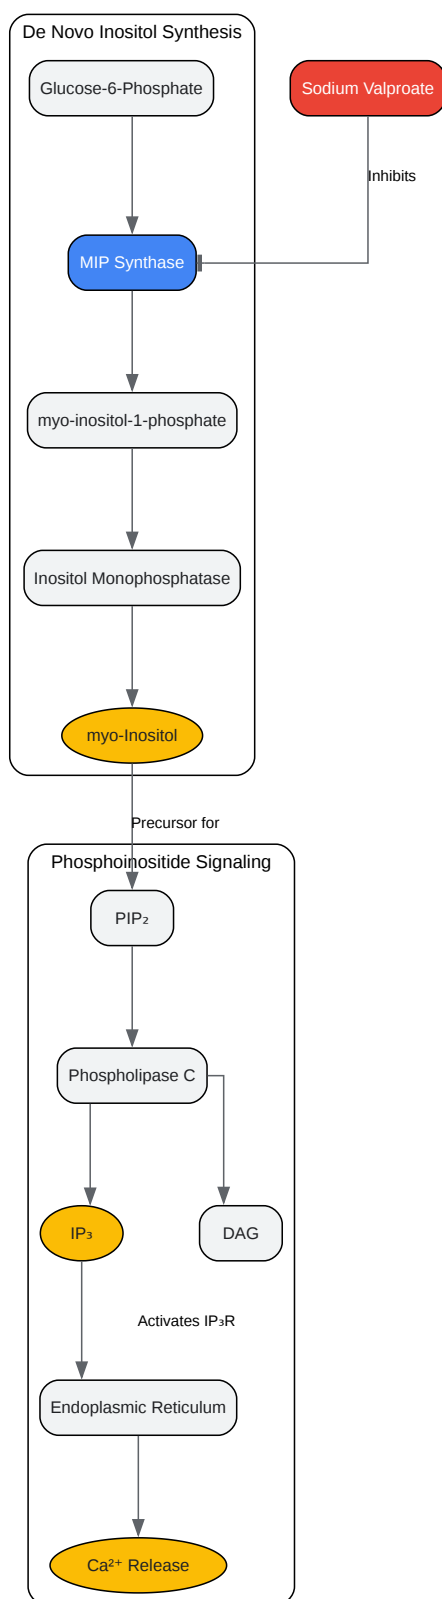 De Novo Inositol Synthesis
Glucose-6-Phosphate
Sodium Valproate
Inhibits
MIP Synthase
myo-inositol-1-phosphate
Inositol Monophosphatase
myo-Inositol
Precursor for
Phosphoinositide Signaling
PIP₂
Phospholipase C
IP₃
DAG
Activates IP₃R
Endoplasmic Reticulum
Ca²⁺ Release